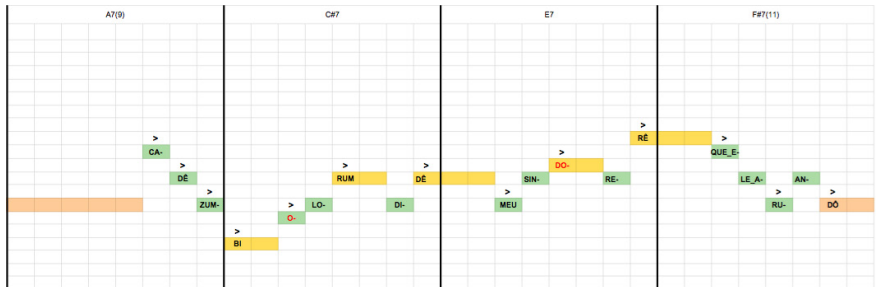 A7(9) C#7 E7 F#7(11)
>
RÊ
> > >
CA- DO- QUE_E-
> > >
DÊ RUM DÊ SIN- RE- LE_A- AN-
> > > > >
ZUM- LO- DI- MEU RU- DÔ
O-
>
BI